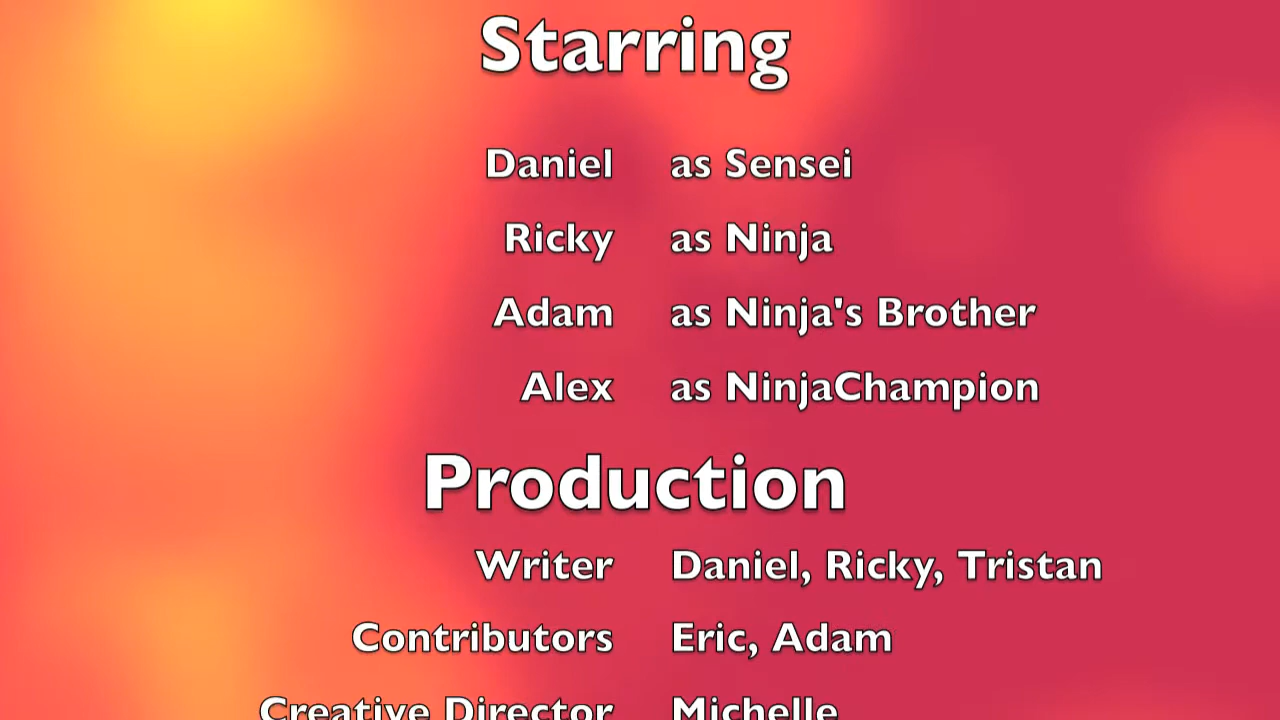 Starring
Daniel as Sensei
Ricky as Ninja
Adam as Ninja's Brother
Alex as NinjaChampion
Production
Writer Daniel, Ricky, Tristan
Contributors Eric, Adam
Creative Director Michelle